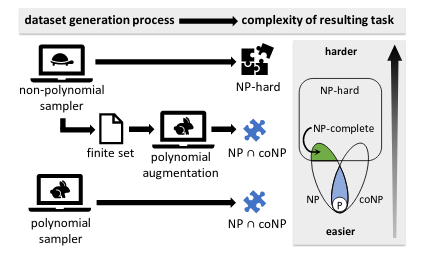 dataset generation process
complexity of resulting task
non-polynomial
sampler
NP-hard
finite set
polynomial
augmentation
NP ∩ coNP
polynomial
sampler
NP ∩ coNP
harder
NP-hard
NP-complete
NP
P
coNP
easier